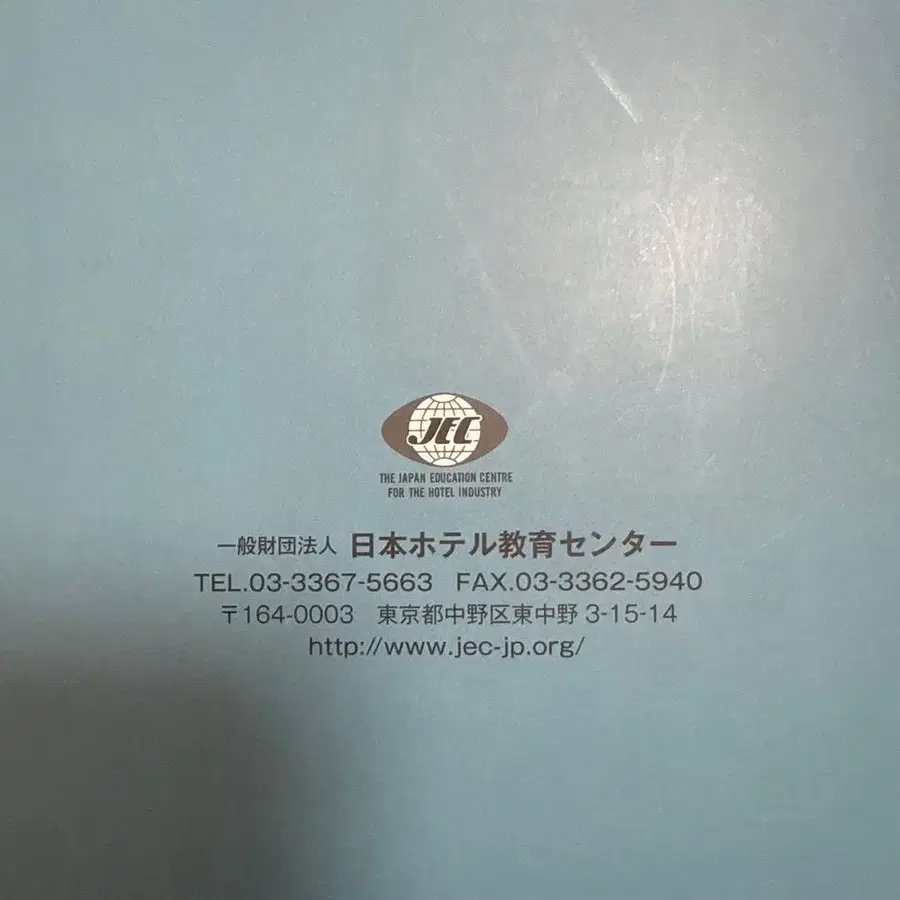 JEC
THE JAPAN EDUCATION CENTRE
FOR THE HOTEL INDUSTRY
一般財団法人 日本ホテル教育センター
TEL.03-3367-5663 FAX.03-3362-5940
〒164-0003 東京都中野区東中野 3-15-14
http://www.jec-jp.org/